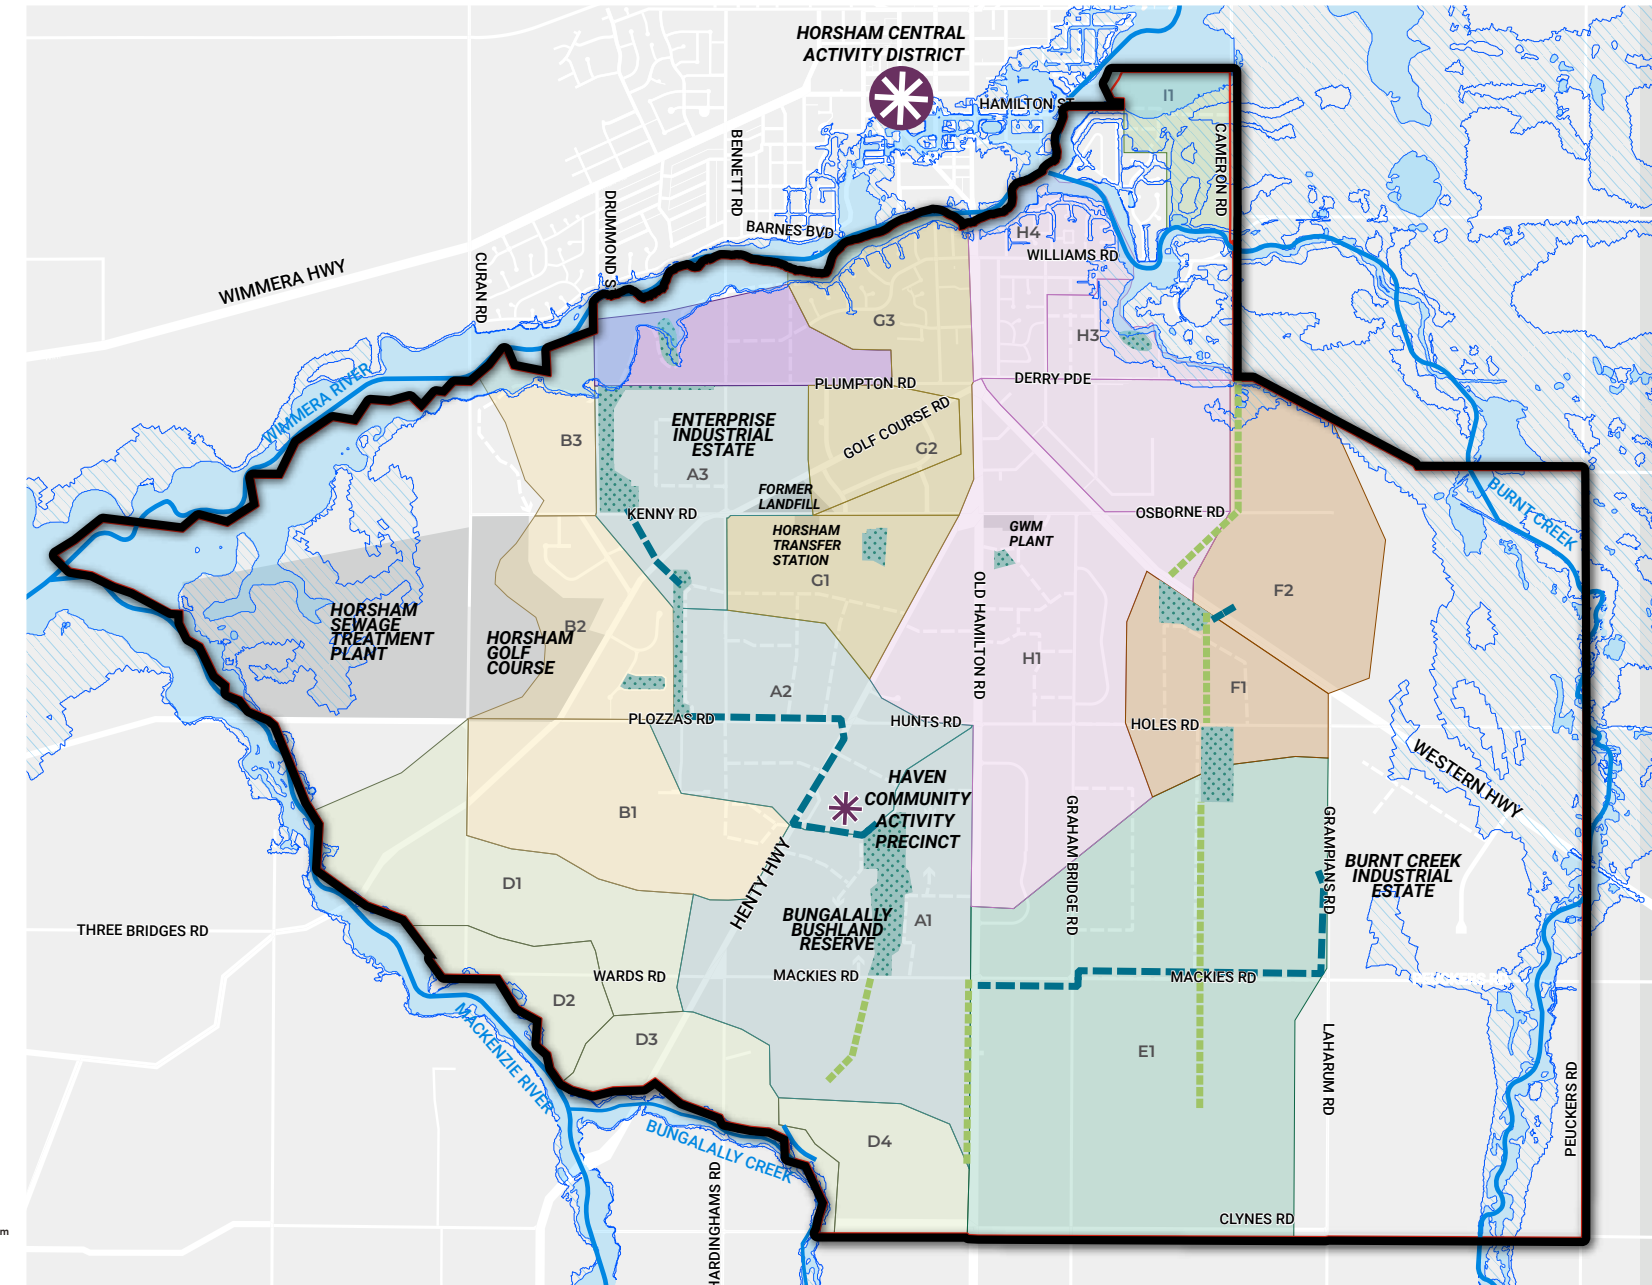 HORSHAM CENTRAL
ACTIVITY DISTRICT
HAMILTON ST
I1
CAMERON RD
BENNETT RD
DRUMMOND S
BARNES BVD
CURAN RD
WIMMERA HWY
H4
WILLIAMS RD
G3
H3
WIMMERA RIVER
PLUMPTON RD
DERRY PDE
ENTERPRISE
INDUSTRIAL
ESTATE
GOLF COURSE RD
B3
G2
A3
FORMER
LANDFILL
KENNY RD
OSBORNE RD
BURNT CREEK
HORSHAM
TRANSFER
STATION
GWM
PLANT
G1
OLD HAMILTON RD
F2
HORSHAM
SEWAGE
TREATMENT
PLANT
HORSHAM
GOLF
COURSE
B2
H1
A2
F1
PLOZZAS RD
HUNTS RD
HOLES RD
WESTERN HWY
HAVEN
COMMUNITY
ACTIVITY
PRECINCT
B1
GRAHAM BRIDGE RD
GRAMPIANS RD
HENTY HWY
BURNT CREEK
INDUSTRIAL
ESTATE
D1
BUNGALALLY
BUSHLAND
RESERVE
A1
THREE BRIDGES RD
WARDS RD
MACKIES RD
MACKIES RD
D2
MACKENZIE RIVER
D3
E1
LAHARUM RD
PEUCKERS RD
BUNGALALLY CREEK
D4
HARDINGHAMS RD
CLYNES RD
m